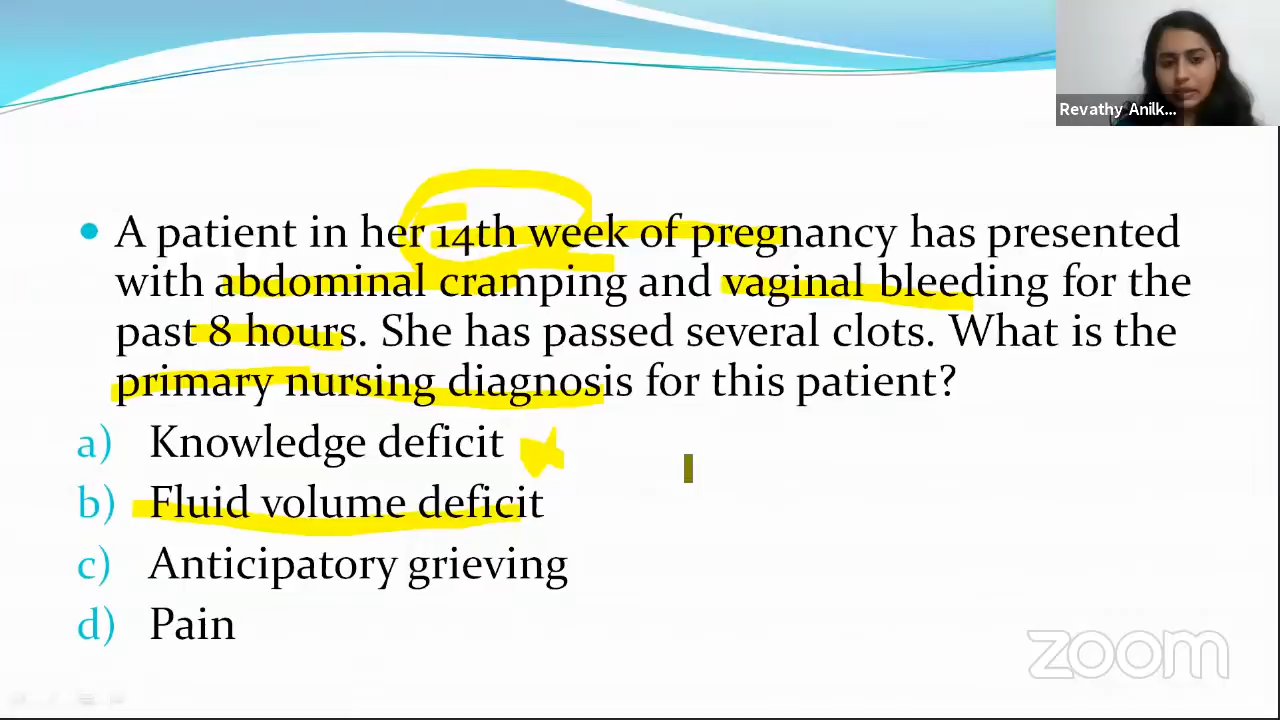 Revathy Anilk...
• A patient in her 14th week of pregnancy has presented
with abdominal cramping and vaginal bleeding for the
past 8 hours. She has passed several clots. What is the
primary nursing diagnosis for this patient?
a) Knowledge deficit
b) Fluid volume deficit
c) Anticipatory grieving
d) Pain
zoom